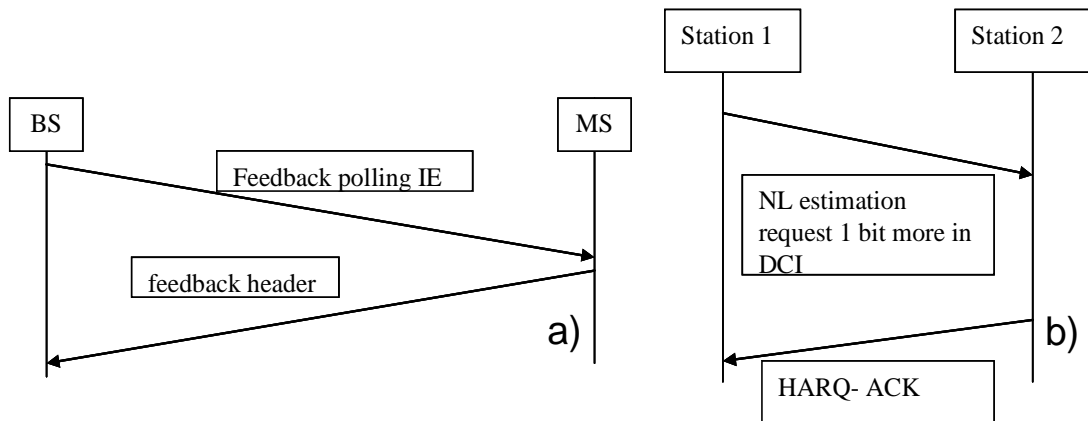 BS
MS
Feedback polling IE
feedback header
a)
Station 1
Station 2
NL estimation
request 1 bit more in
DCI
HARQ- ACK
b)